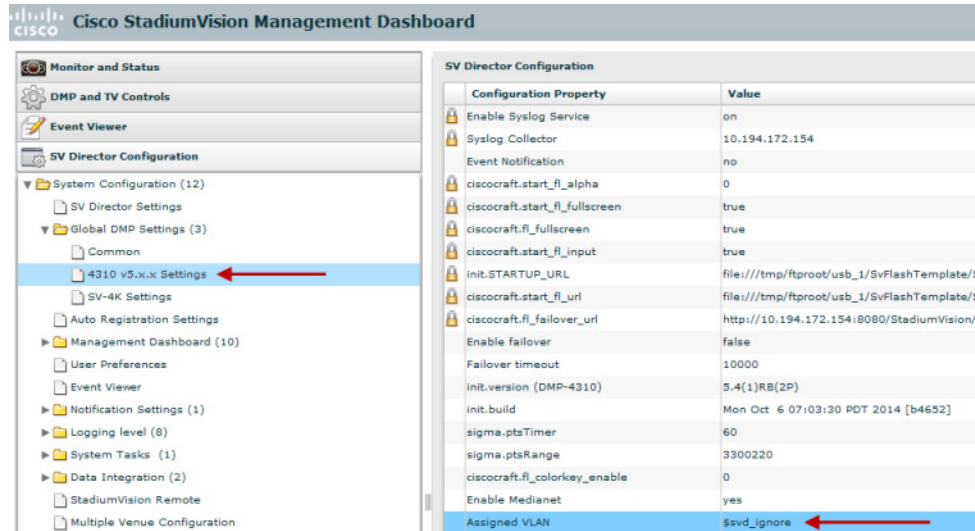 CISCO
Cisco StadiumVision Management Dashboard
Monitor and Status
DMP and TV Controls
Event Viewer
SV Director Configuration
System Configuration (12)
SV Director Settings
Global DMP Settings (3)
Common
4310 v5.x.x Settings
SV-4K Settings
Auto Registration Settings
Management Dashboard (10)
User Preferences
Event Viewer
Notification Settings (1)
Logging level (8)
System Tasks (1)
Data Integration (2)
StadiumVision Remote
Multiple Venue Configuration
SV Director Configuration
Configuration Property Value
Enable Syslog Service on
Syslog Collector 10.194.172.154
Event Notification no
ciscocraft.start_fl_alpha 0
ciscocraft.start_fl_fullscreen true
ciscocraft.fl_fullscreen true
ciscocraft.start_fl_input true
init.STARTUP_URL file:///tmp/ftproot/usb_1/SvFlashTemplate/
ciscocraft.start_fl_url file:///tmp/ftproot/usb_1/SvFlashTemplate/
ciscocraft.fl_failover_url http://10.194.172.154:8080/StadiumVision/
Enable failover false
Failover timeout 10000
init.version (DMP-4310) 5.4(1)RB(2P)
init.build Mon Oct 6 07:03:30 PDT 2014 [b4652]
sigma.ptsTimer 60
sigma.ptsRange 3300220
ciscocraft.fl_colorkey_enable 0
Enable Medianet yes
Assigned VLAN $svd_ignore